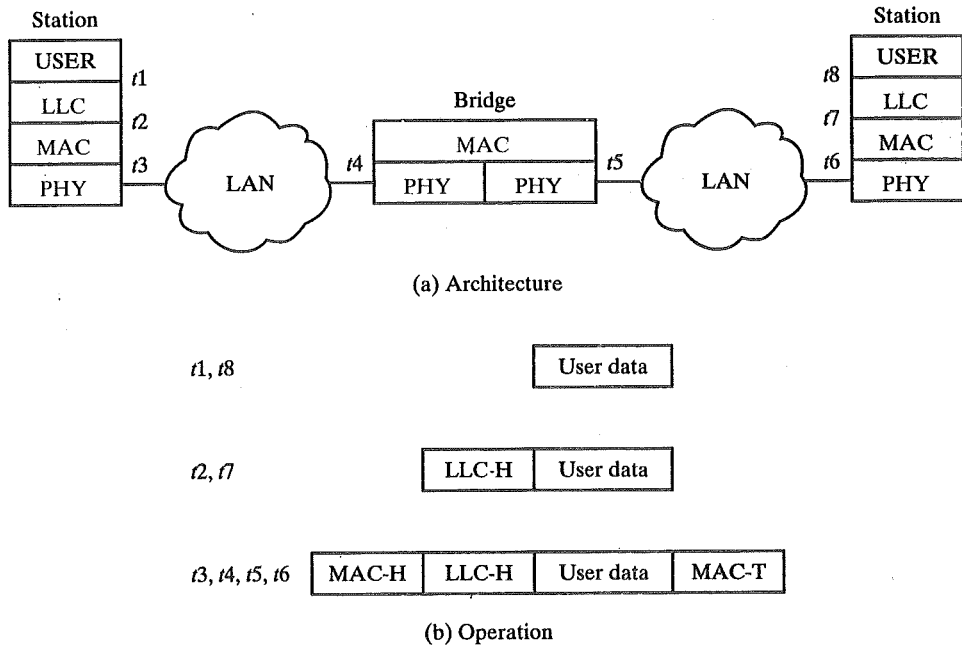 Station
USER
LLC
MAC
PHY
t1
t2
t3
LAN
t4
Bridge
MAC
PHY PHY
t5
LAN
t6
t7
t8
Station
USER
LLC
MAC
PHY
(a) Architecture
t1, t8 User data
t2, t7 LLC-H User data
t3, t4, t5, t6 MAC-H LLC-H User data MAC-T
(b) Operation